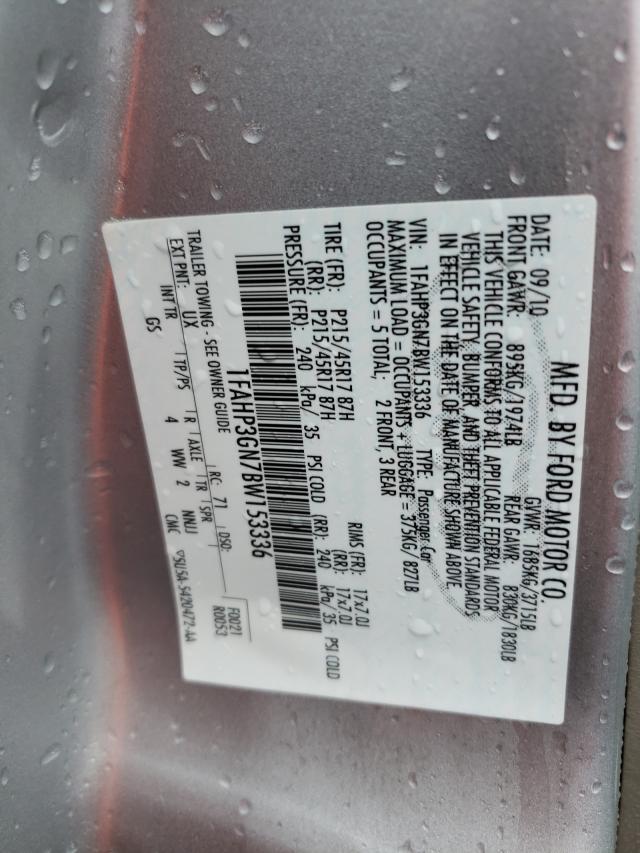 MFD. BY FORD MOTOR CO
DATE: 09/10 GVWR: 1685KG/3715LB
FRONT GAWR: 895KG/1974LB REAR GAWR: 830KG/1830LB
THIS VEHICLE CONFORMS TO ALL APPLICABLE FEDERAL MOTOR
VEHICLE SAFETY, BUMPER, AND THEFT PREVENTION STANDARDS
IN EFFECT ON THE DATE OF MANUFACTURE SHOWN ABOVE
VIN: 1FAHP3GN7BW153336 TYPE: Passenger Car
MAXIMUM LOAD = OCCUPANTS + LUGGAGE = 375KG/ 827LB
OCCUPANTS = 5 TOTAL; 2 FRONT, 3 REAR
TIRE (FR): P215/45R17 87H RIMS (FR): 17x7.0J
(RR): P215/45R17 87H (RR): 17x7.0J
PRESSURE (FR): 240 kPa/ 35 PSI COLD (RR): 240 kPa/35 PSI COLD
1FAHP3GN7BW153336
TRAILER TOWING - SEE OWNER GUIDE
EXT PNT: UX RC: 71 DSO: F0021
R0053
INT TR TP/PS R AXLE TR SPR
GS 4 WW 2 NNJJ
CMC 5U5A-5420472-AA